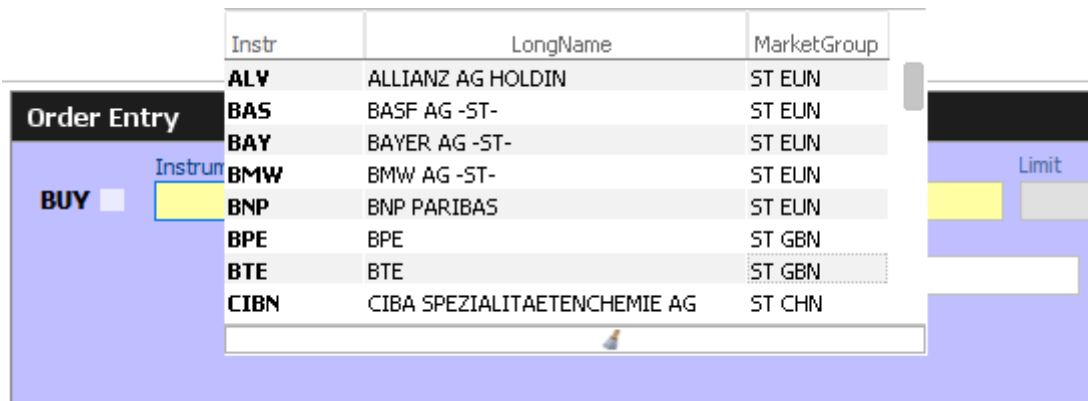 Instr LongName MarketGroup
ALV ALLIANZ AG HOLDIN ST EUN
BAS BASF AG -ST- ST EUN
BAY BAYER AG -ST- ST EUN
BMW BMW AG -ST- ST EUN
BNP BNP PARIBAS ST EUN
BPE BPE ST GBN
BTE BTE ST GBN
CIBN CIBA SPEZIALITAETENCHEMIE AG ST CHN
Order Entry
Instrum Limit
BUY